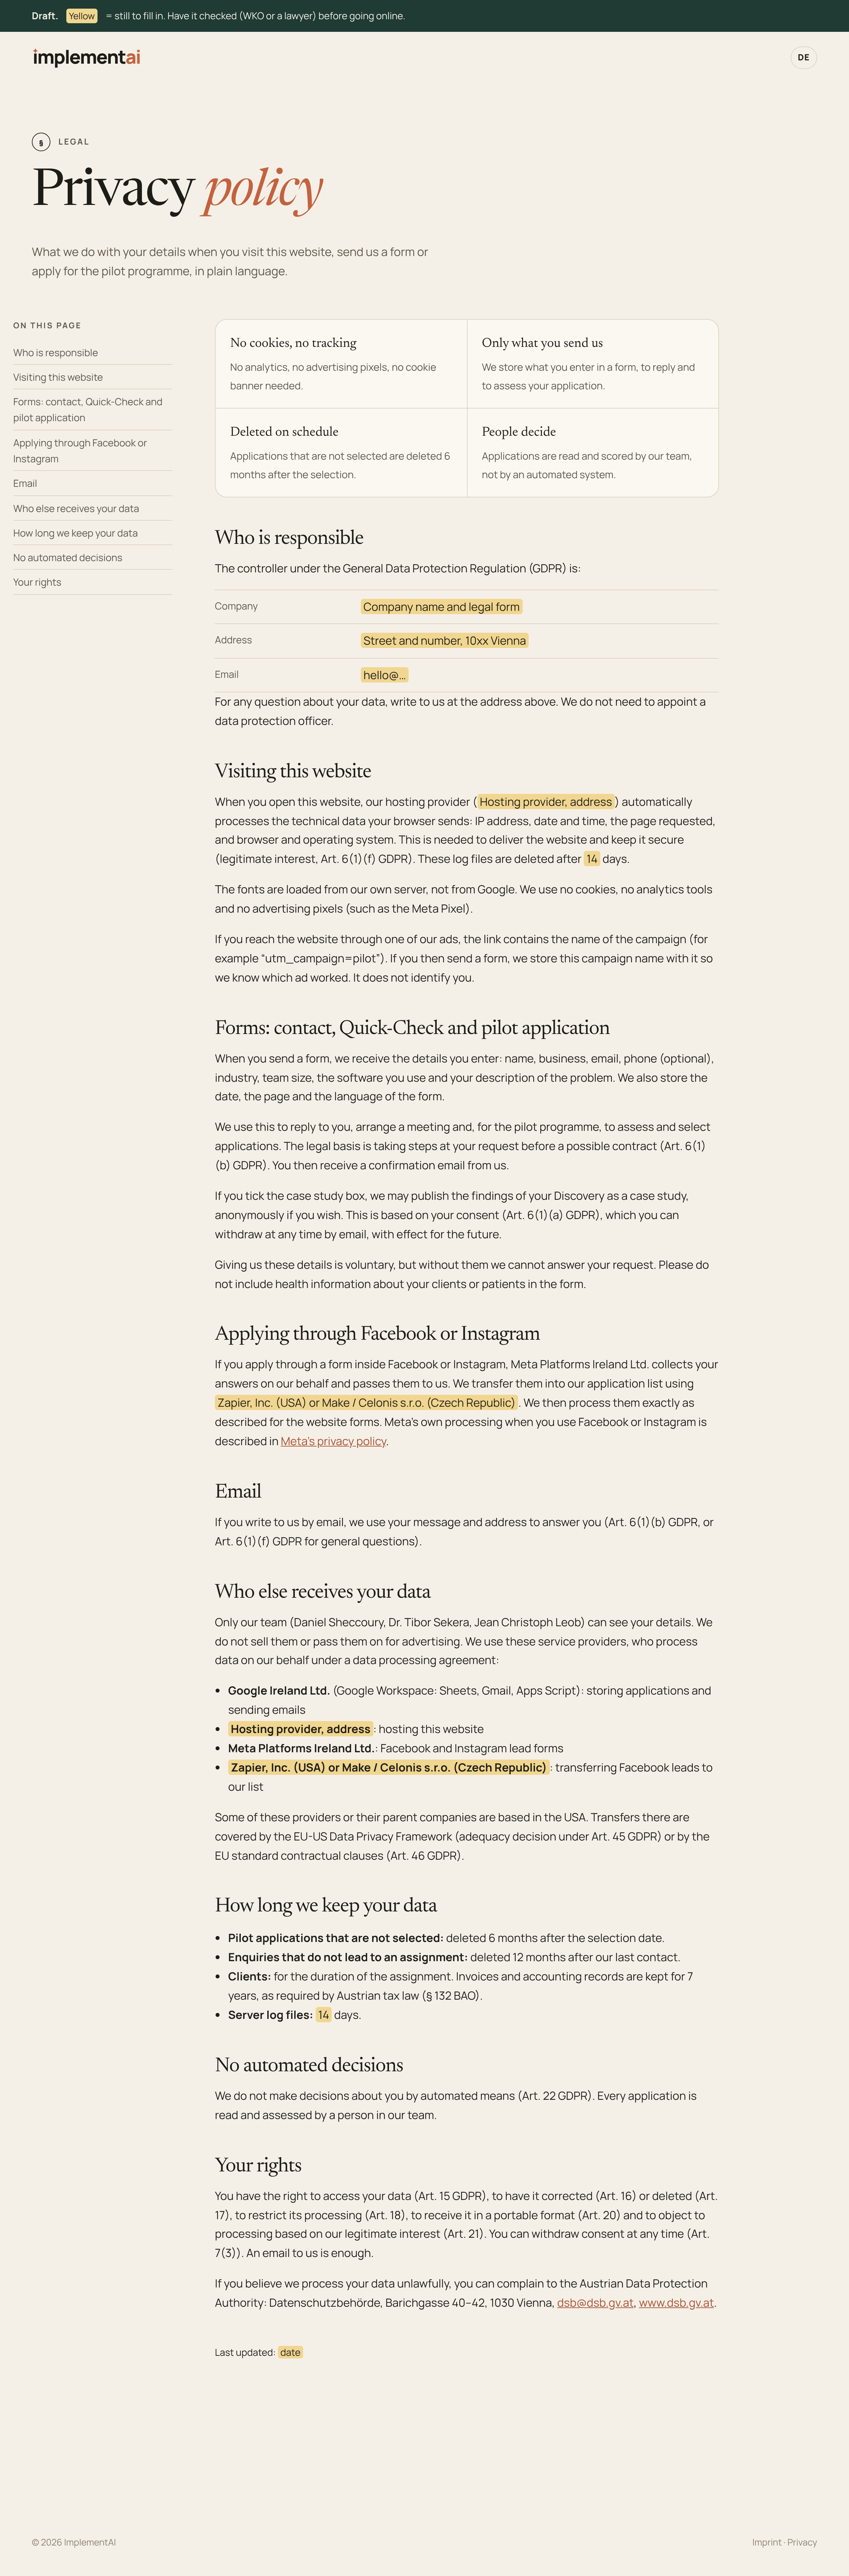 Draft. Yellow = still to fill in. Have it checked (WKO or a lawyer) before going online.
implementai
DE
§ LEGAL
Privacy policy
What we do with your details when you visit this website, send us a form or
apply for the pilot programme, in plain language.
ON THIS PAGE
Who is responsible
Visiting this website
Forms: contact, Quick-Check and
pilot application
Applying through Facebook or
Instagram
Email
Who else receives your data
How long we keep your data
No automated decisions
Your rights
No cookies, no tracking
No analytics, no advertising pixels, no cookie
banner needed.
Only what you send us
We store what you enter in a form, to reply and
to assess your application.
Deleted on schedule
Applications that are not selected are deleted 6
months after the selection.
People decide
Applications are read and scored by our team,
not by an automated system.
Who is responsible
The controller under the General Data Protection Regulation (GDPR) is:
Company Company name and legal form
Address Street and number, 10xx Vienna
Email hello@…
For any question about your data, write to us at the address above. We do not need to appoint a
data protection officer.
Visiting this website
When you open this website, our hosting provider (Hosting provider, address) automatically
processes the technical data your browser sends: IP address, date and time, the page requested,
and browser and operating system. This is needed to deliver the website and keep it secure
(legitimate interest, Art. 6(1)(f) GDPR). These log files are deleted after 14 days.
The fonts are loaded from our own server, not from Google. We use no cookies, no analytics tools
and no advertising pixels (such as the Meta Pixel).
If you reach the website through one of our ads, the link contains the name of the campaign (for
example “utm_campaign=pilot”). If you then send a form, we store this campaign name with it so
we know which ad worked. It does not identify you.
Forms: contact, Quick-Check and pilot application
When you send a form, we receive the details you enter: name, business, email, phone (optional),
industry, team size, the software you use and your description of the problem. We also store the
date, the page and the language of the form.
We use this to reply to you, arrange a meeting and, for the pilot programme, to assess and select
applications. The legal basis is taking steps at your request before a possible contract (Art. 6(1)
(b) GDPR). You then receive a confirmation email from us.
If you tick the case study box, we may publish the findings of your Discovery as a case study,
anonymously if you wish. This is based on your consent (Art. 6(1)(a) GDPR), which you can
withdraw at any time by email, with effect for the future.
Giving us these details is voluntary, but without them we cannot answer your request. Please do
not include health information about your clients or patients in the form.
Applying through Facebook or Instagram
If you apply through a form inside Facebook or Instagram, Meta Platforms Ireland Ltd. collects your
answers on our behalf and passes them to us. We transfer them into our application list using
Zapier, Inc. (USA) or Make / Celonis s.r.o. (Czech Republic). We then process them exactly as
described for the website forms. Meta’s own processing when you use Facebook or Instagram is
described in Meta’s privacy policy.
Email
If you write to us by email, we use your message and address to answer you (Art. 6(1)(b) GDPR, or
Art. 6(1)(f) GDPR for general questions).
Who else receives your data
Only our team (Daniel Sheccoury, Dr. Tibor Sekera, Jean Christoph Leob) can see your details. We
do not sell them or pass them on for advertising. We use these service providers, who process
data on our behalf under a data processing agreement:
• Google Ireland Ltd. (Google Workspace: Sheets, Gmail, Apps Script): storing applications and
sending emails
• Hosting provider, address: hosting this website
• Meta Platforms Ireland Ltd.: Facebook and Instagram lead forms
• Zapier, Inc. (USA) or Make / Celonis s.r.o. (Czech Republic): transferring Facebook leads to
our list
Some of these providers or their parent companies are based in the USA. Transfers there are
covered by the EU-US Data Privacy Framework (adequacy decision under Art. 45 GDPR) or by the
EU standard contractual clauses (Art. 46 GDPR).
How long we keep your data
• Pilot applications that are not selected: deleted 6 months after the selection date.
• Enquiries that do not lead to an assignment: deleted 12 months after our last contact.
• Clients: for the duration of the assignment. Invoices and accounting records are kept for 7
years, as required by Austrian tax law (§ 132 BAO).
• Server log files: 14 days.
No automated decisions
We do not make decisions about you by automated means (Art. 22 GDPR). Every application is
read and assessed by a person in our team.
Your rights
You have the right to access your data (Art. 15 GDPR), to have it corrected (Art. 16) or deleted (Art.
17), to restrict its processing (Art. 18), to receive it in a portable format (Art. 20) and to object to
processing based on our legitimate interest (Art. 21). You can withdraw consent at any time (Art.
7(3)). An email to us is enough.
If you believe we process your data unlawfully, you can complain to the Austrian Data Protection
Authority: Datenschutzbehörde, Barichgasse 40–42, 1030 Vienna, dsb@dsb.gv.at, www.dsb.gv.at.
Last updated: date
© 2026 ImplementAI
Imprint · Privacy